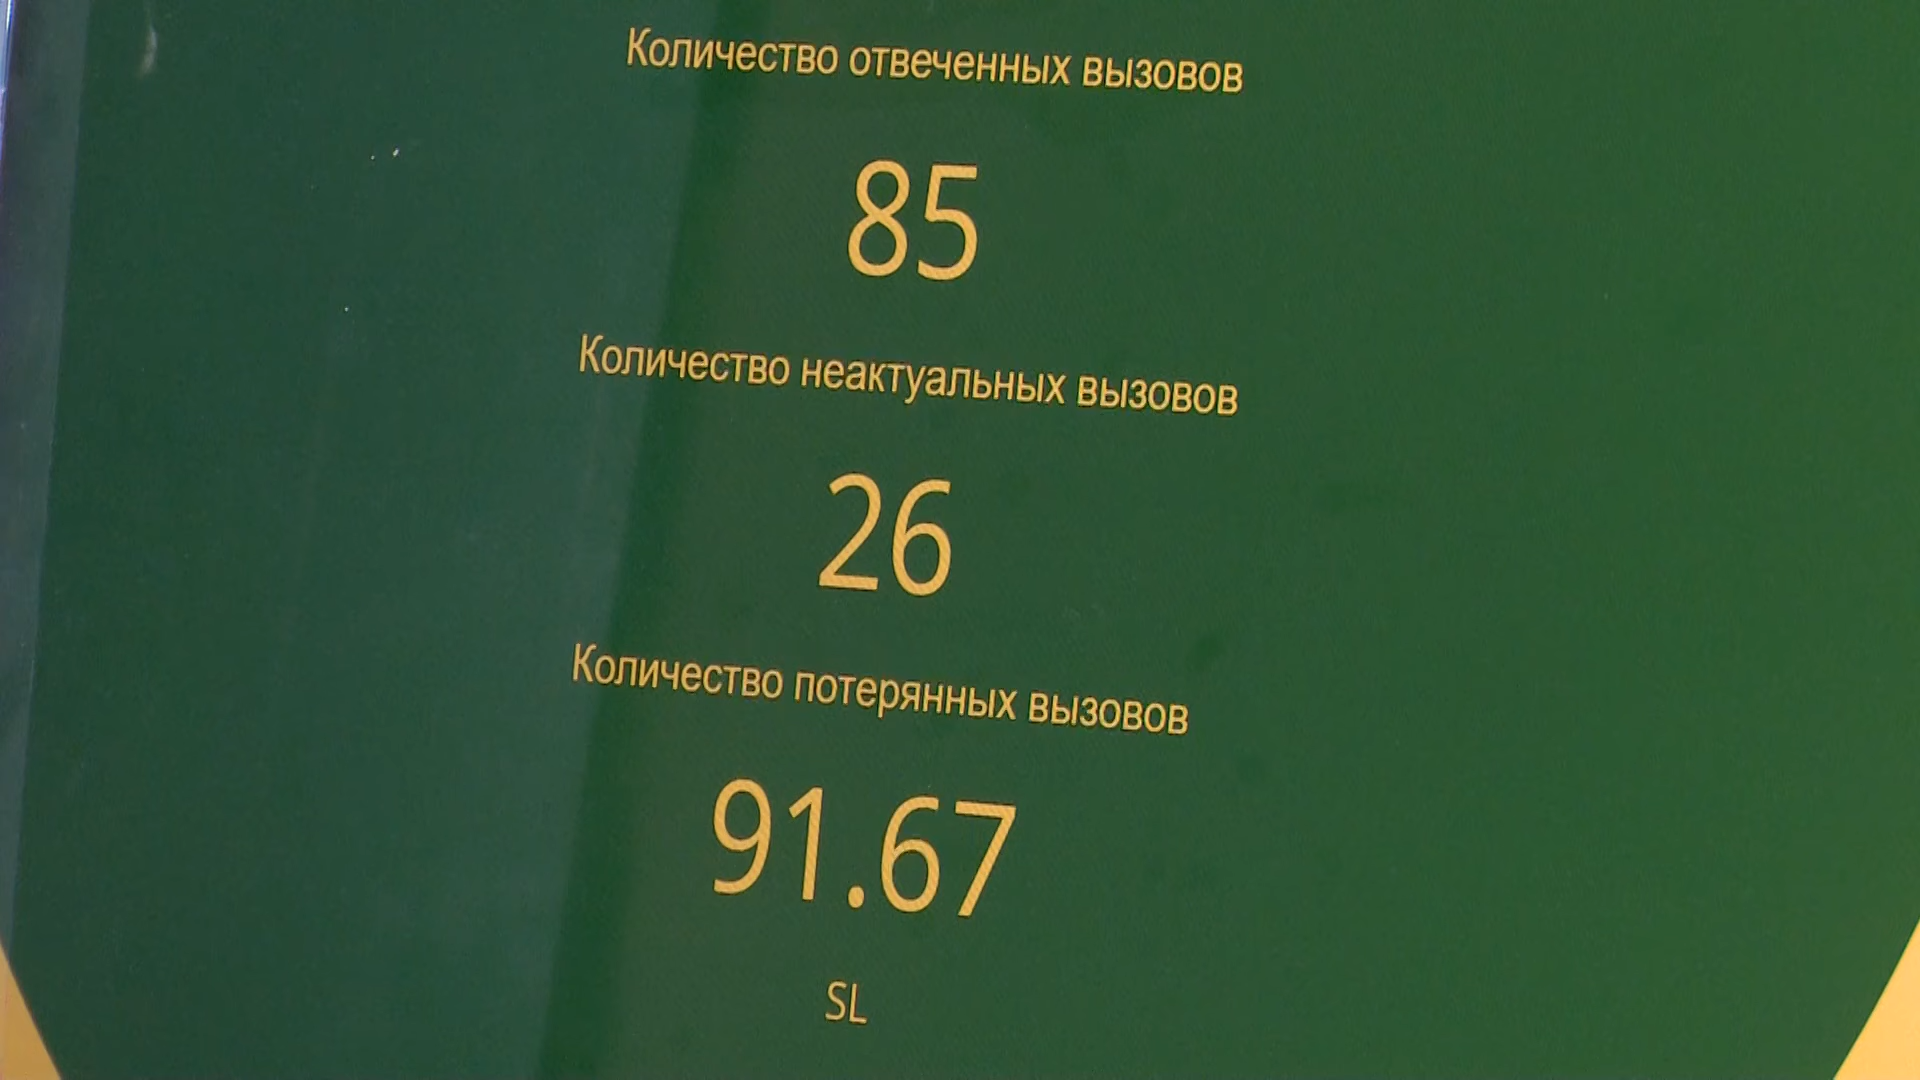 Количество отвеченных вызовов
85
Количество неактуальных вызовов
26
Количество потерянных вызовов
91.67
SL